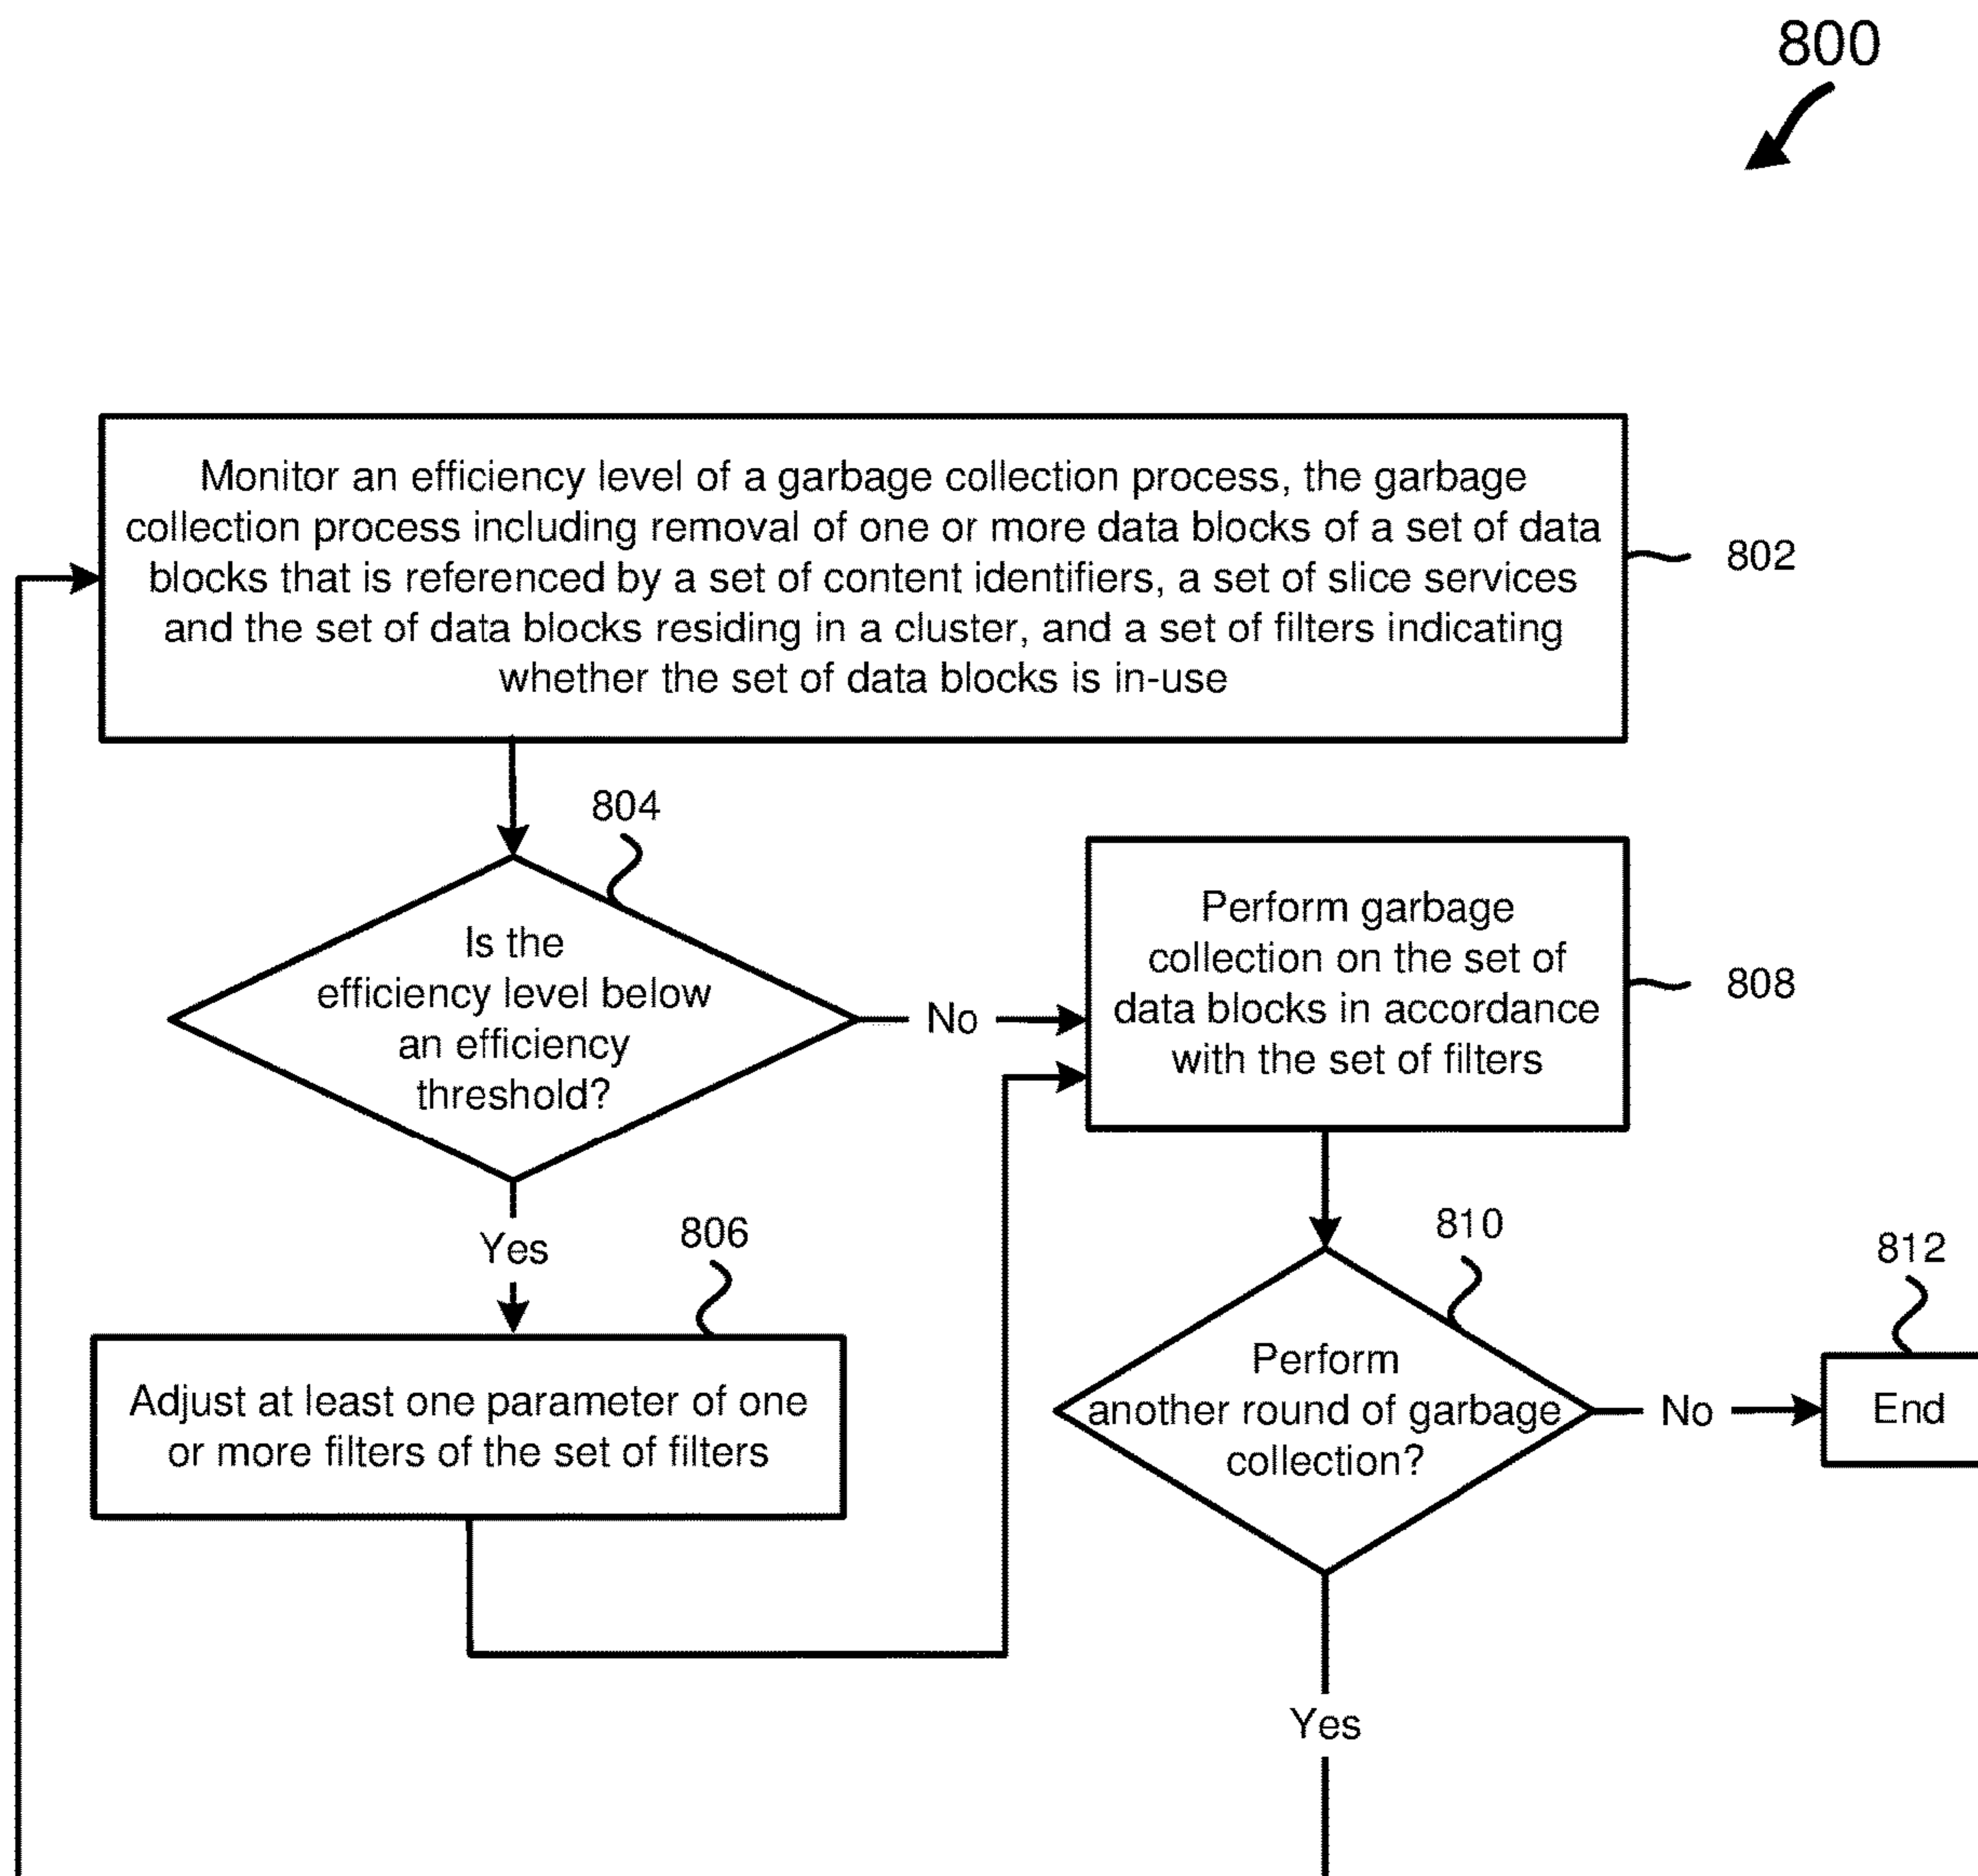 800
Monitor an efficiency level of a garbage collection process, the garbage
collection process including removal of one or more data blocks of a set of data
blocks that is referenced by a set of content identifiers, a set of slice services
and the set of data blocks residing in a cluster, and a set of filters indicating
whether the set of data blocks is in-use
802
804
Is the
efficiency level below
an efficiency
threshold?
No
Perform garbage
collection on the set of
data blocks in accordance
with the set of filters
808
Yes
806
Adjust at least one parameter of one
or more filters of the set of filters
810
Perform
another round of garbage
collection?
No
812
End
Yes